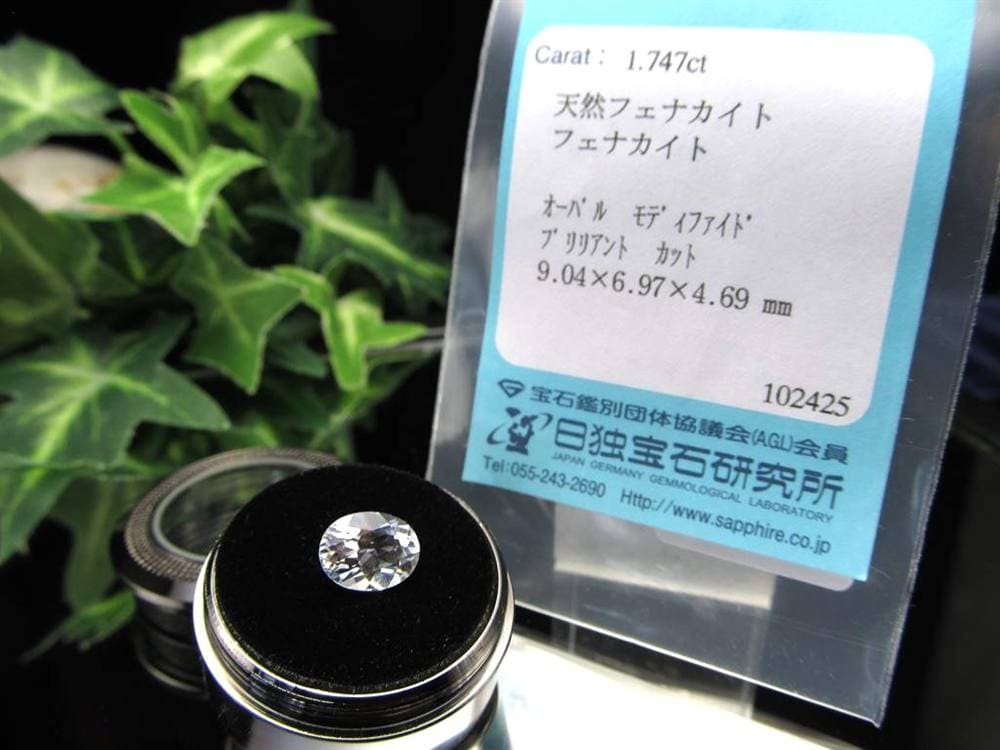 Carat： 1.747ct
天然フェナカイト
フェナカイト
ｵｰﾊﾞﾙ ﾓﾃﾞｨﾌｧｲﾄﾞ
ﾌﾞﾘﾘｱﾝﾄ ｶｯﾄ
9.04×6.97×4.69 mm
102425
宝石鑑別団体協議会(AGL)会員
日独宝石研究所
JAPAN GERMANY GEMMOLOGICAL LABORATORY
Tel:055-243-2690 Http://www.sapphire.co.jp